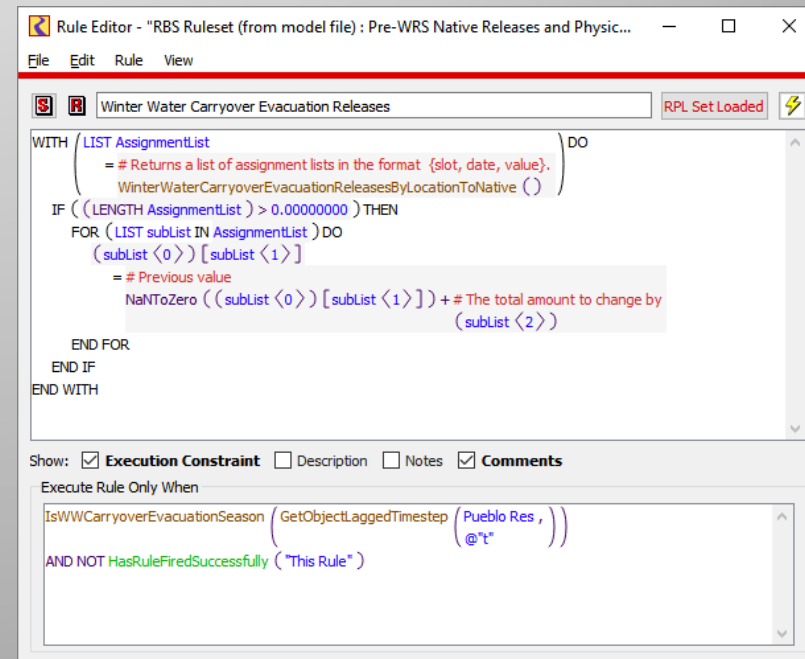 Rule Editor - "RBS Ruleset (from model file) : Pre-WRS Native Releases and Physic...
File Edit Rule View
S R Winter Water Carryover Evacuation Releases RPL Set Loaded
WITH (LIST AssignmentList
= # Returns a list of assignment lists in the format {slot, date, value}.
WinterWaterCarryoverEvacuationReleasesByLocationToNative ()) DO
IF ( ( LENGTH AssignmentList ) > 0.00000000 ) THEN
FOR ( LIST subList IN AssignmentList ) DO
( subList 〈0〉 ) [ subList 〈1〉 ]
= # Previous value
NaNToZero ( ( subList 〈0〉 ) [ subList 〈1〉 ] ) + # The total amount to change by
( subList 〈2〉 )
END FOR
END IF
END WITH
Show: Execution Constraint Description Notes Comments
Execute Rule Only When
IsWWCarryoverEvacuationSeason ( GetObjectLaggedTimestep ( Pueblo Res ,
@"t" ) )
AND NOT HasRuleFiredSuccessfully ( "This Rule" )